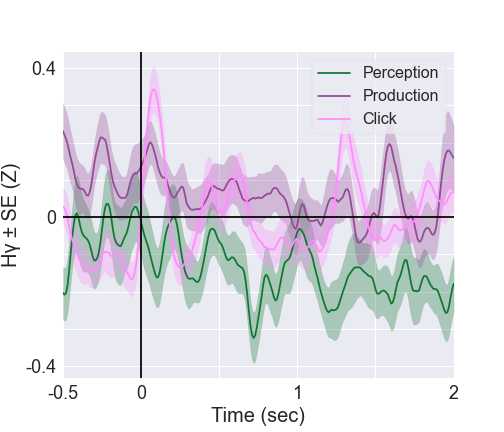 Perception
Production
Click
0.4
0
-0.4
Hγ ± SE (Z)
-0.5
0
1
2
Time (sec)